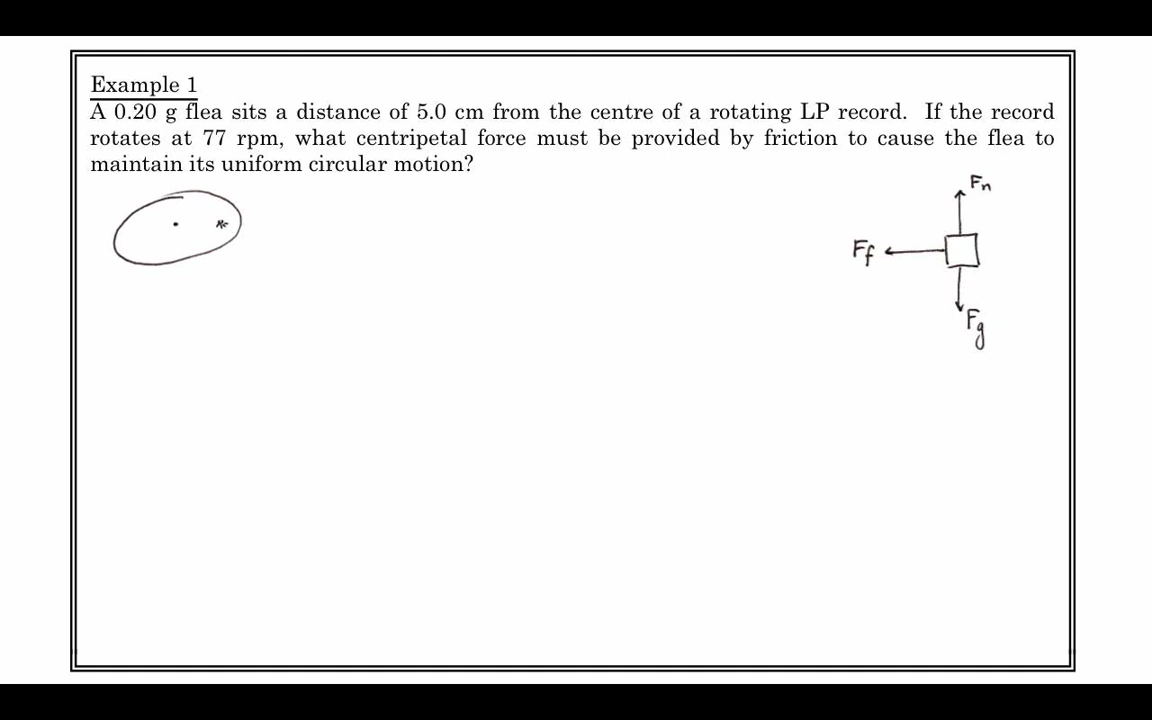 Example 1
A 0.20 g flea sits a distance of 5.0 cm from the centre of a rotating LP record. If the record
rotates at 77 rpm, what centripetal force must be provided by friction to cause the flea to
maintain its uniform circular motion?
Fn
Ff
Fg